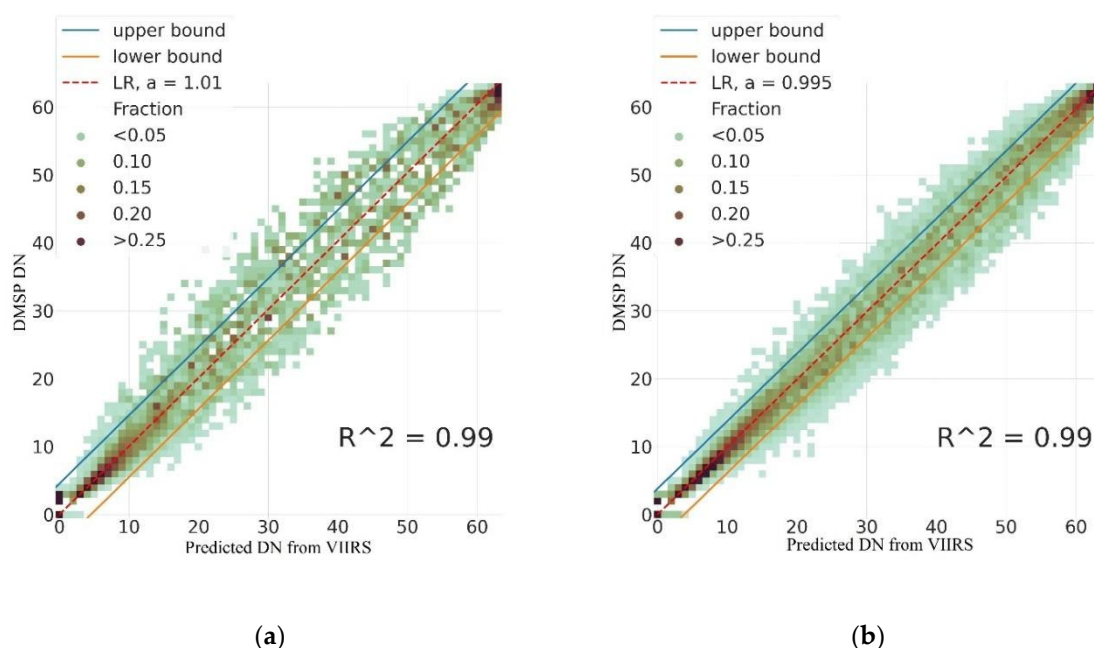 upper bound
lower bound
LR, a = 1.01
Fraction
<0.05
0.10
0.15
0.20
>0.25
60
50
40
30
20
10
0
DMSP DN
R^2 = 0.99
0 10 20 30 40 50 60
Predicted DN from VIIRS
(a)
upper bound
lower bound
LR, a = 0.995
Fraction
<0.05
0.10
0.15
0.20
>0.25
60
50
40
30
20
10
0
DMSP DN
R^2 = 0.99
0 10 20 30 40 50 60
Predicted DN from VIIRS
(b)